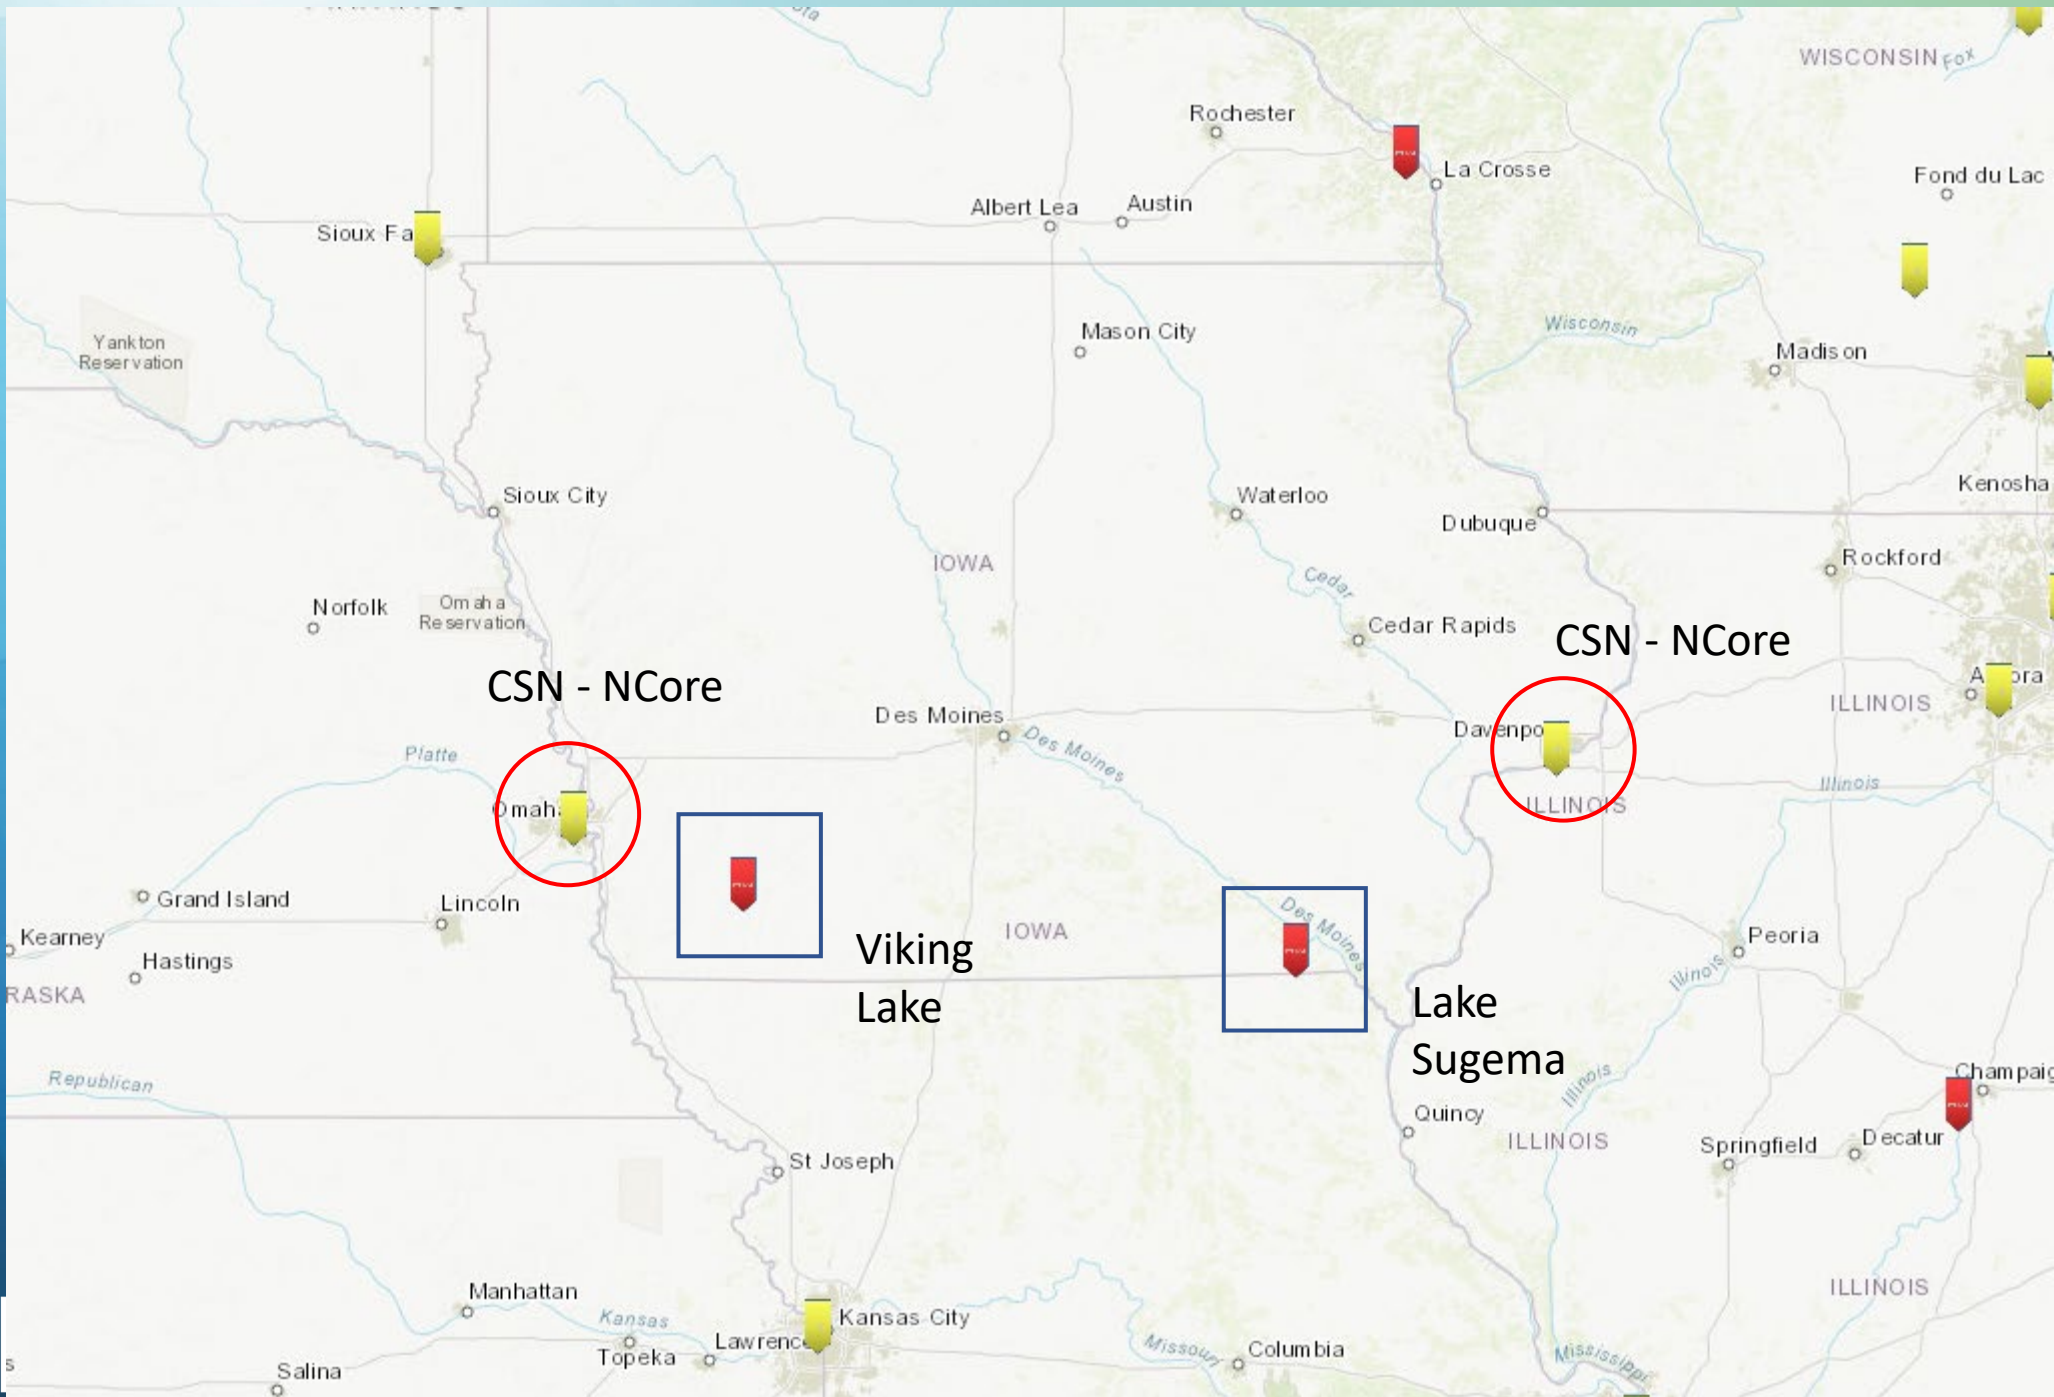 WISCONSIN
Fox
Rochester
La Crosse
Fond du Lac
Albert Lea
Austin
Sioux Fa
Yankton
Reservation
Mason City
Wisconsin
Madison
Sioux City
Waterloo
Dubuque
Kenosha
IOWA
Rockford
Cedar
Norfolk
Omaha
Reservation
Cedar Rapids
CSN - NCore
CSN - NCore
Des Moines
Davenpo
ILLINOIS
Platte
Des Moines
Illinois
Omah
ILLINOIS
Grand Island
Lincoln
Des Moines
Kearney
Hastings
IOWA
Viking
Lake
Peoria
Illinois
RASKA
Lake
Sugema
Republican
Illinois
Champaig
Quincy
ILLINOIS
Springfield
Decatur
St Joseph
Manhattan
Kansas
Kansas City
ILLINOIS
Topeka
Lawrence
Missouri
Columbia
Mississippi
Salina